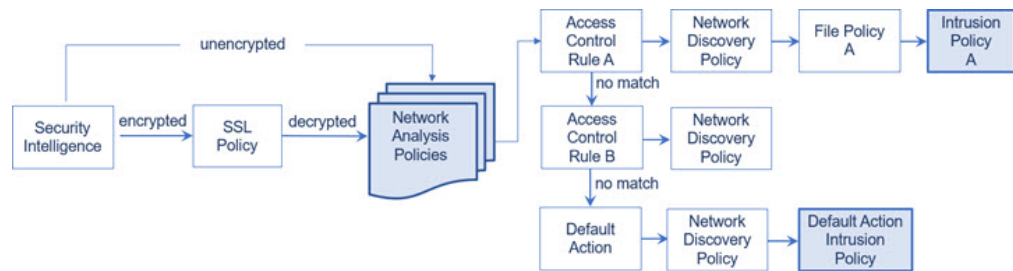 unencrypted
Security
Intelligence
encrypted
SSL
Policy
decrypted
Network
Analysis
Policies
Access
Control
Rule A
Network
Discovery
Policy
File Policy
A
Intrusion
Policy
A
no match
Access
Control
Rule B
Network
Discovery
Policy
no match
Default
Action
Network
Discovery
Policy
Default Action
Intrusion
Policy